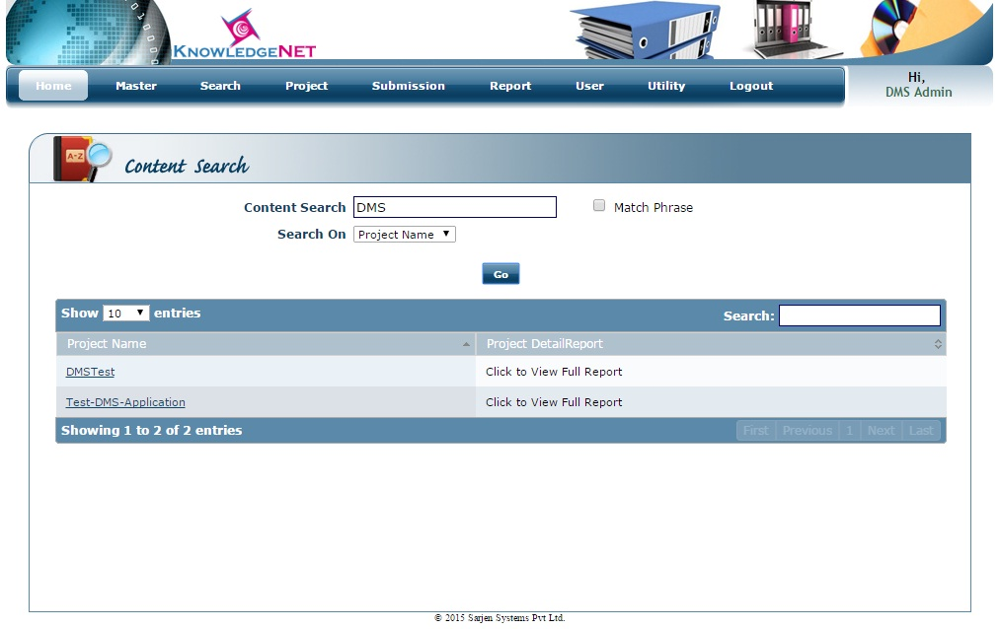 KNOWLEDGENET
Home Master Search Project Submission Report User Utility Logout
Hi,
DMS Admin
A-Z
Content Search
Content Search DMS Match Phrase
Search On Project Name
Go
Show 10 entries Search:
Project Name Project DetailReport
DMSTest Click to View Full Report
Test-DMS-Application Click to View Full Report
Showing 1 to 2 of 2 entries First Previous 1 Next Last
© 2015 Sarjen Systems Pvt Ltd.